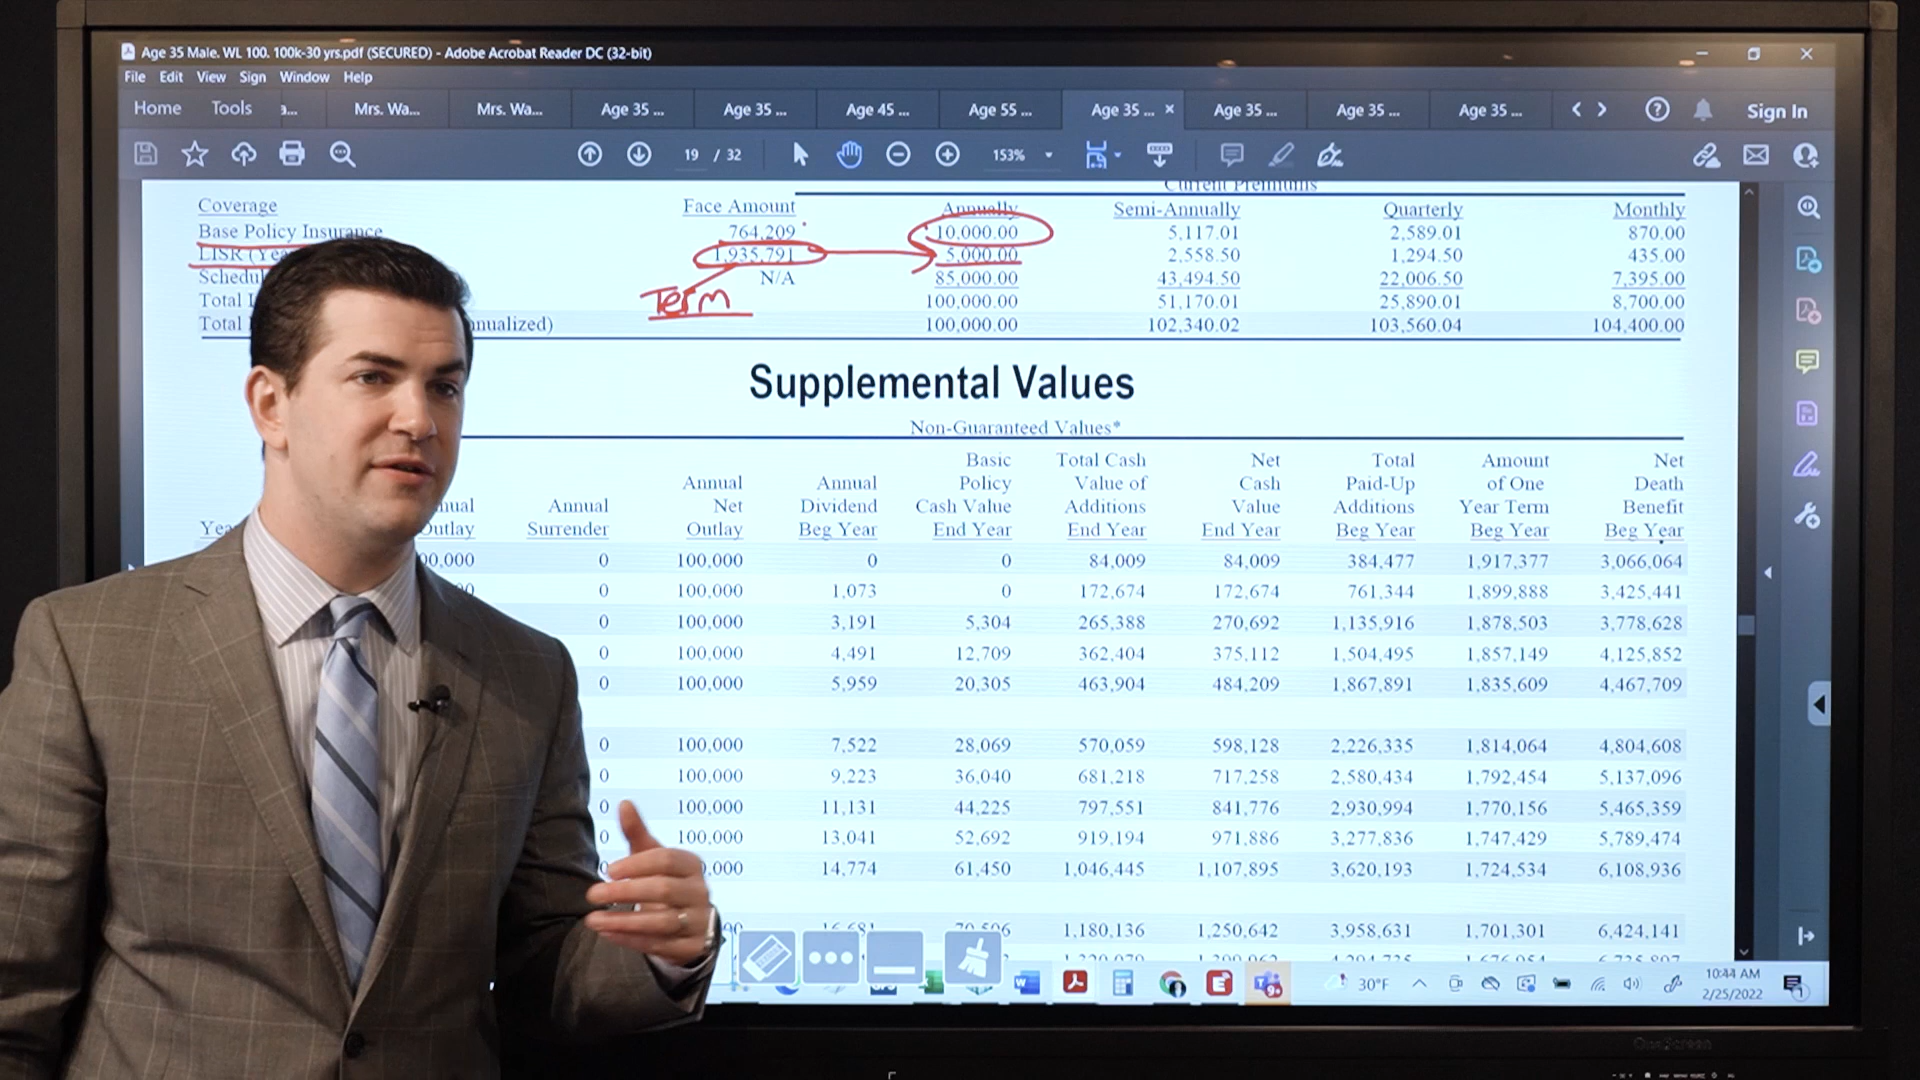 Age 35 Male. WL 100. 100k-30 yrs.pdf (SECURED) - Adobe Acrobat Reader DC (32-bit)
File Edit View Sign Window Help
Home Tools a... Mrs. Wa... Mrs. Wa... Age 35 ... Age 35 ... Age 45 ... Age 55 ... Age 35 ... Age 35 ... Age 35 ... Age 35 ... Sign In
19 / 32 153%
Current Premiums
Coverage Face Amount Annually Semi-Annually Quarterly Monthly
Base Policy Insurance 764,209 10,000.00 5,117.01 2,589.01 870.00
LISR (Yea 1,935,791 5,000.00 2,558.50 1,294.50 435.00
Schedul N/A 85,000.00 43,494.50 22,006.50 7,395.00
Term
Total I 100,000.00 51,170.01 25,890.01 8,700.00
Total nnualized) 100,000.00 102,340.02 103,560.04 104,400.00
Supplemental Values
Non-Guaranteed Values*
Basic Total Cash Net Total Amount Net
Annual Annual Policy Value of Cash Paid-Up of One Death
nual Annual Net Dividend Cash Value Additions Value Additions Year Term Benefit
Yea Outlay Surrender Outlay Beg Year End Year End Year End Year Beg Year Beg Year Beg Year
00,000 0 100,000 0 0 84,009 84,009 384,477 1,917,377 3,066,064
0 100,000 1,073 0 172,674 172,674 761,344 1,899,888 3,425,441
0 100,000 3,191 5,304 265,388 270,692 1,135,916 1,878,503 3,778,628
0 100,000 4,491 12,709 362,404 375,112 1,504,495 1,857,149 4,125,852
0 100,000 5,959 20,305 463,904 484,209 1,867,891 1,835,609 4,467,709
0 100,000 7,522 28,069 570,059 598,128 2,226,335 1,814,064 4,804,608
0 100,000 9,223 36,040 681,218 717,258 2,580,434 1,792,454 5,137,096
0 100,000 11,131 44,225 797,551 841,776 2,930,994 1,770,156 5,465,359
0 100,000 13,041 52,692 919,194 971,886 3,277,836 1,747,429 5,789,474
0 ,000 14,774 61,450 1,046,445 1,107,895 3,620,193 1,724,534 6,108,936
1,180,136 1,250,642 3,958,631 1,701,301 6,424,141
30°F 10:44 AM
2/25/2022
OneScreen